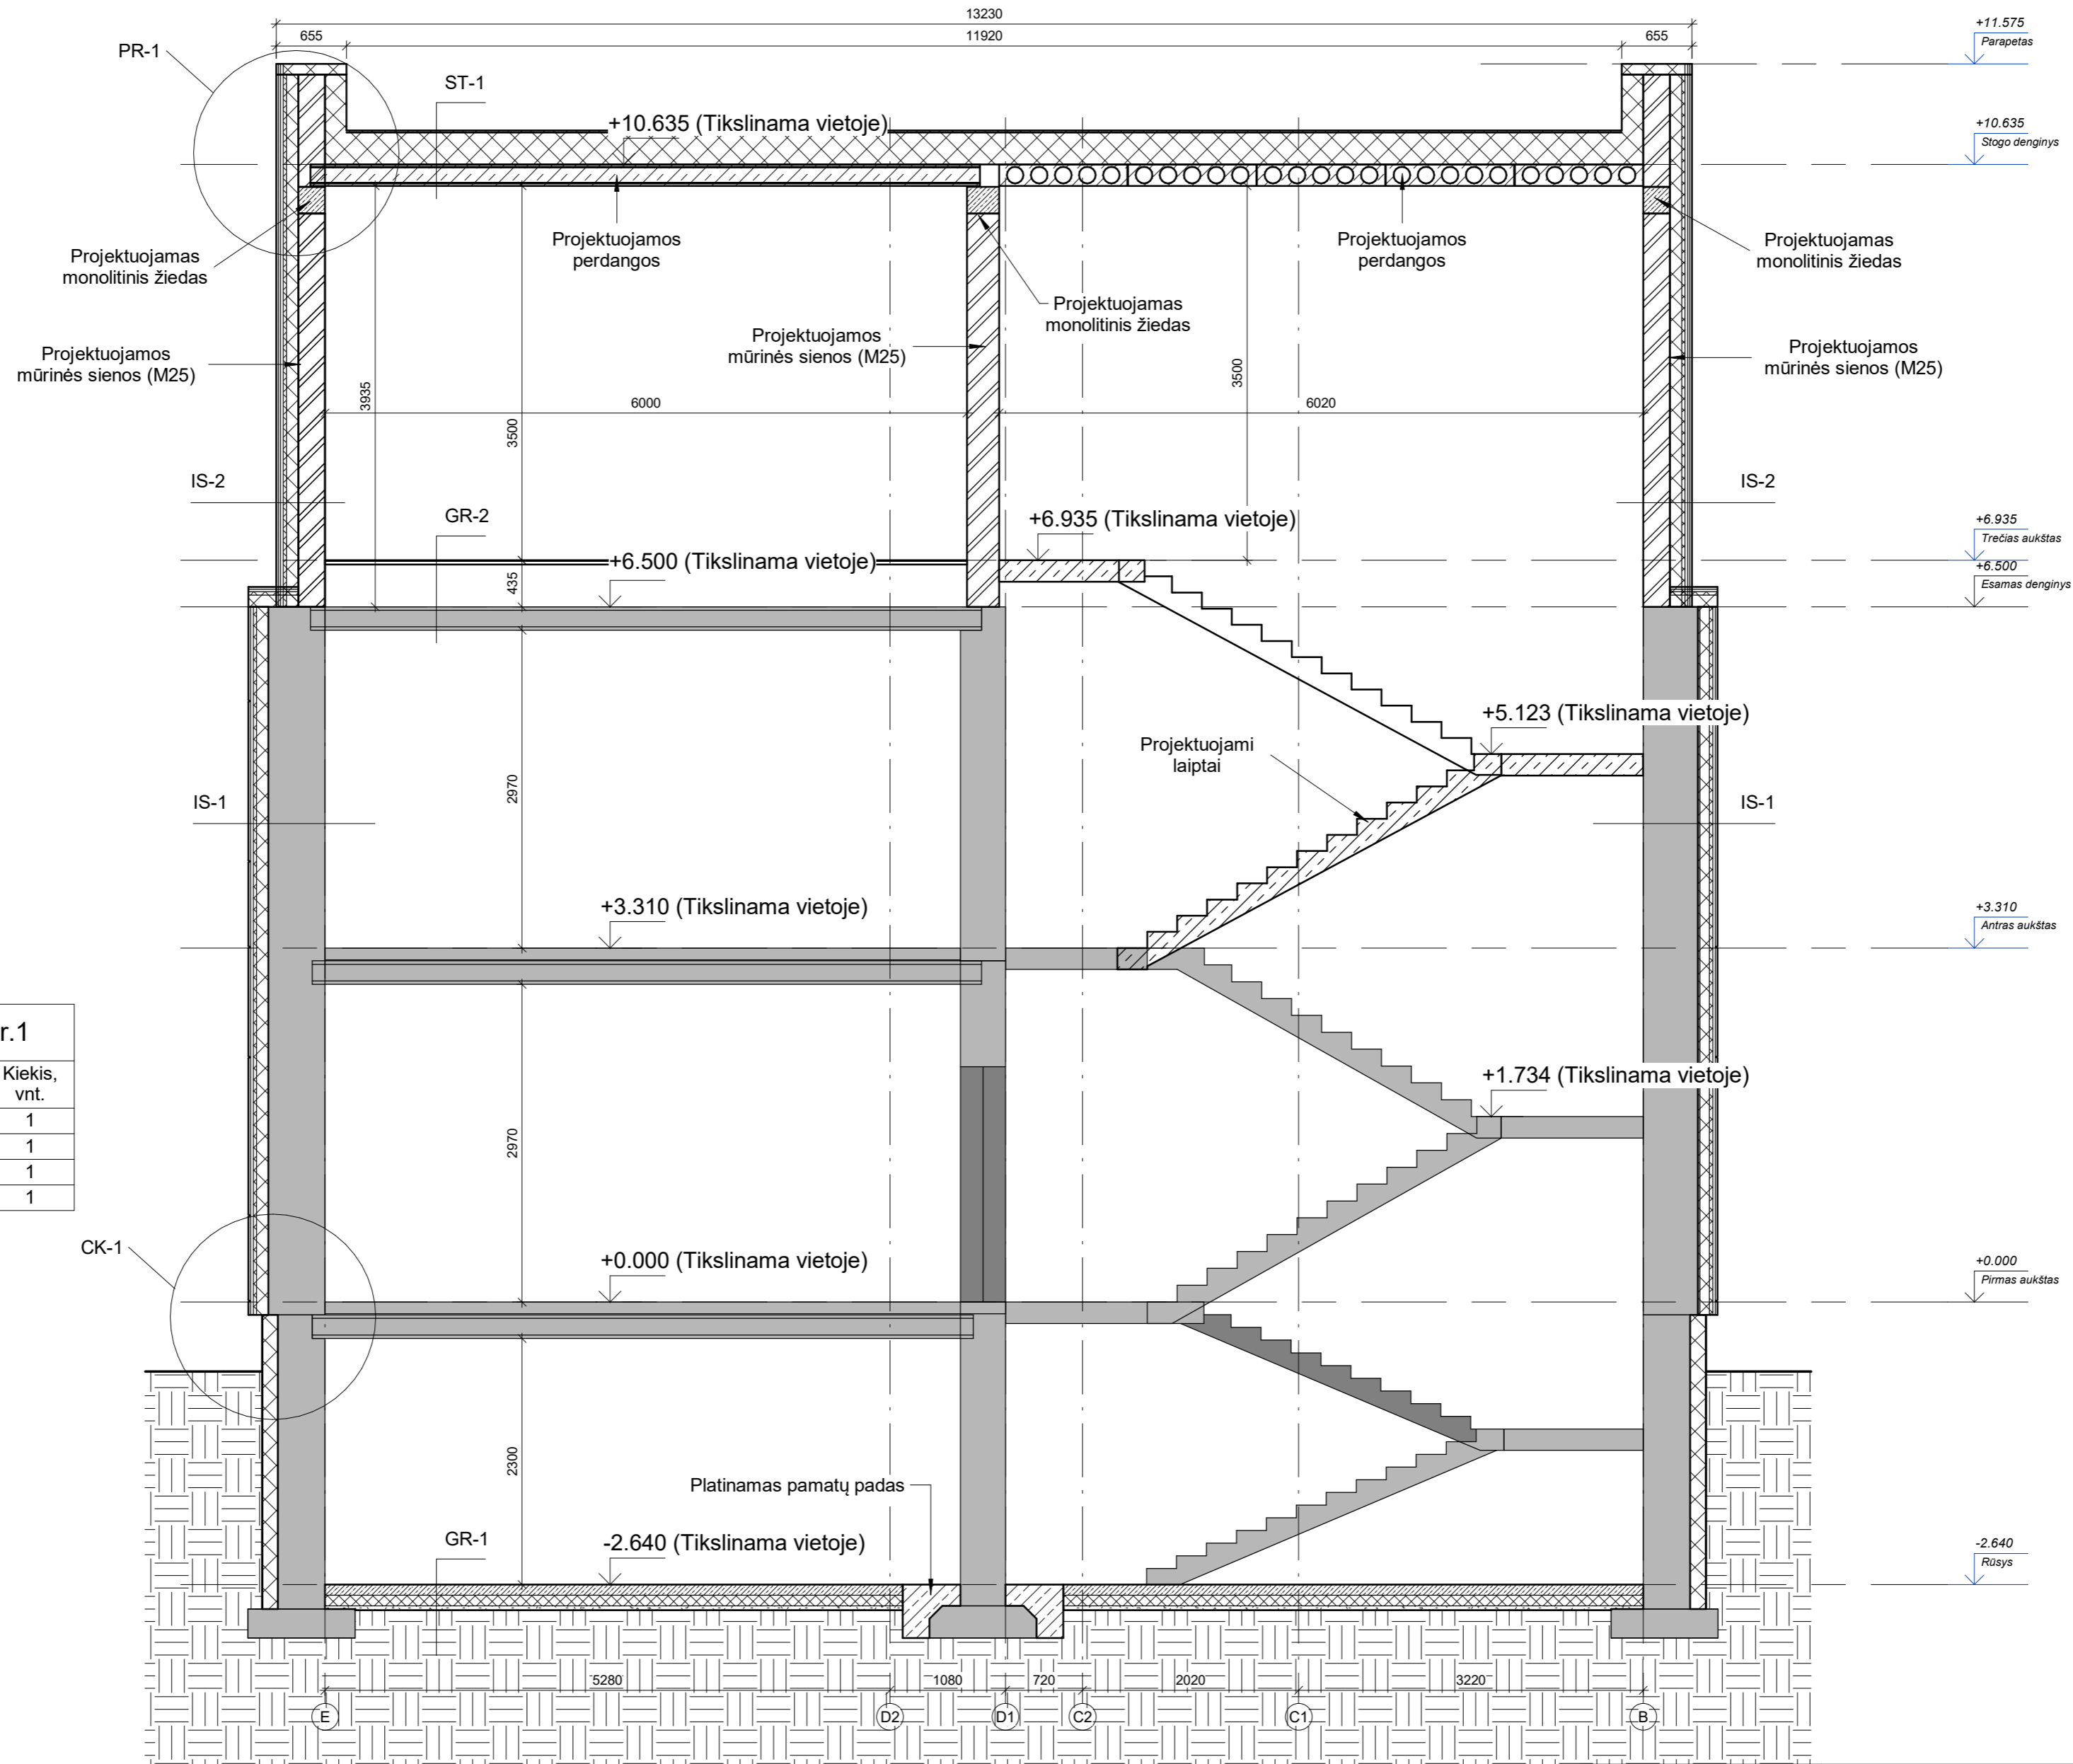 13230
655
11920
655
+11.575
Parapetas
PR-1
ST-1
+10.635 (Tikslinama vietoje)
+10.635
Stogo denginys
Projektuojamas
monolitinis žiedas
Projektuojamos
perdangos
Projektuojamos
perdangos
Projektuojamas
monolitinis žiedas
Projektuojamas
monolitinis žiedas
Projektuojamos
mūrinės sienos (M25)
Projektuojamos
mūrinės sienos (M25)
Projektuojamos
mūrinės sienos (M25)
3935
3500
3500
6000
6020
IS-2
IS-2
GR-2
+6.935 (Tikslinama vietoje)
+6.935
Trečias aukštas
+6.500 (Tikslinama vietoje)
435
+6.500
Esamas denginys
+5.123 (Tikslinama vietoje)
Projektuojami
laiptai
2970
IS-1
IS-1
+3.310 (Tikslinama vietoje)
+3.310
Antras aukštas
r.1
Kiekis,
vnt.
1
1
1
1
+1.734 (Tikslinama vietoje)
2970
CK-1
+0.000 (Tikslinama vietoje)
+0.000
Pirmas aukštas
2300
Platinamas pamatų padas
GR-1
-2.640 (Tikslinama vietoje)
-2.640
Rūsys
5280
1080
720
2020
3220
E
D2
D1
C2
C1
B